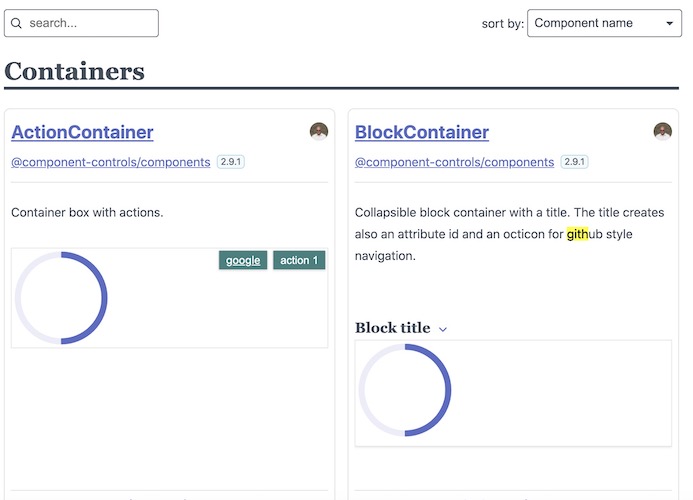 search...
sort by: Component name
Containers
ActionContainer
@component-controls/components 2.9.1
Container box with actions.
google action 1
BlockContainer
@component-controls/components 2.9.1
Collapsible block container with a title. The title creates
also an attribute id and an octicon for github style
navigation.
Block title